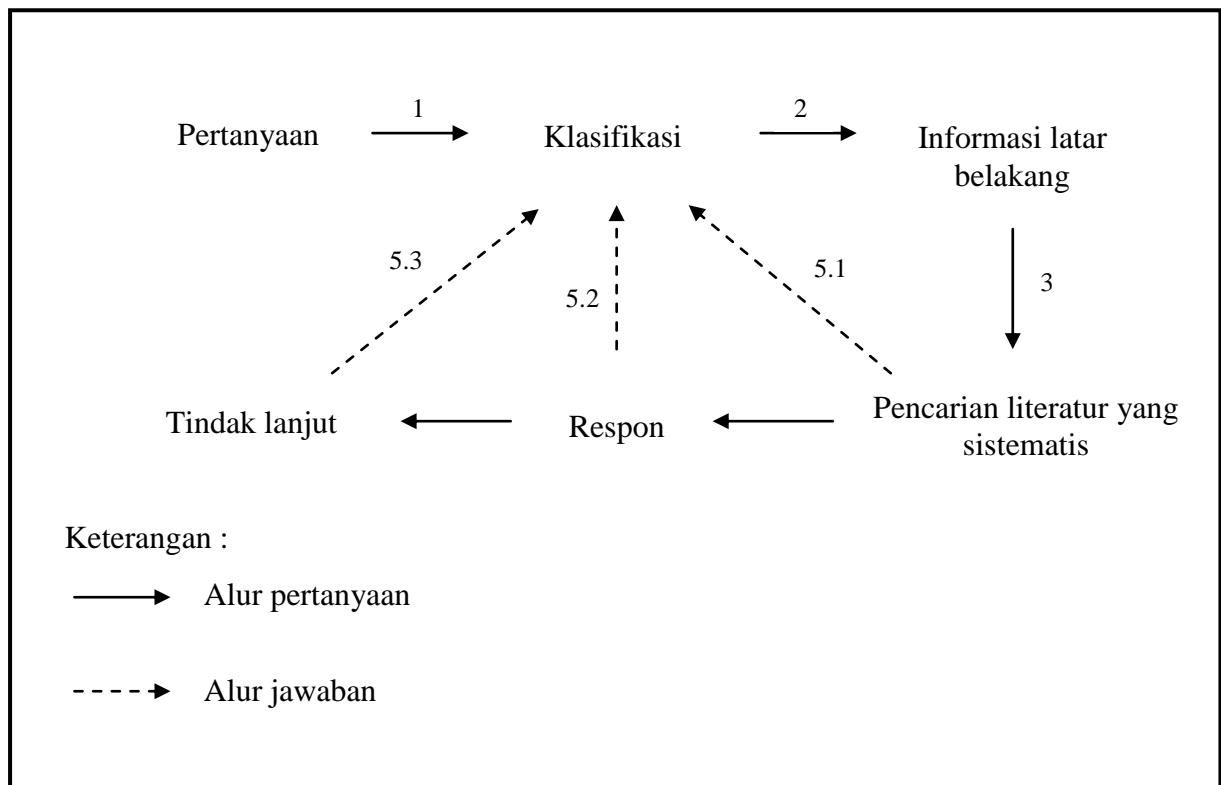 1
2
Pertanyaan
Klasifikasi
Informasi latar
belakang
5.3
5.2
5.1
3
Tindak lanjut
Respon
Pencarian literatur yang
sistematis
Keterangan :
Alur pertanyaan
Alur jawaban